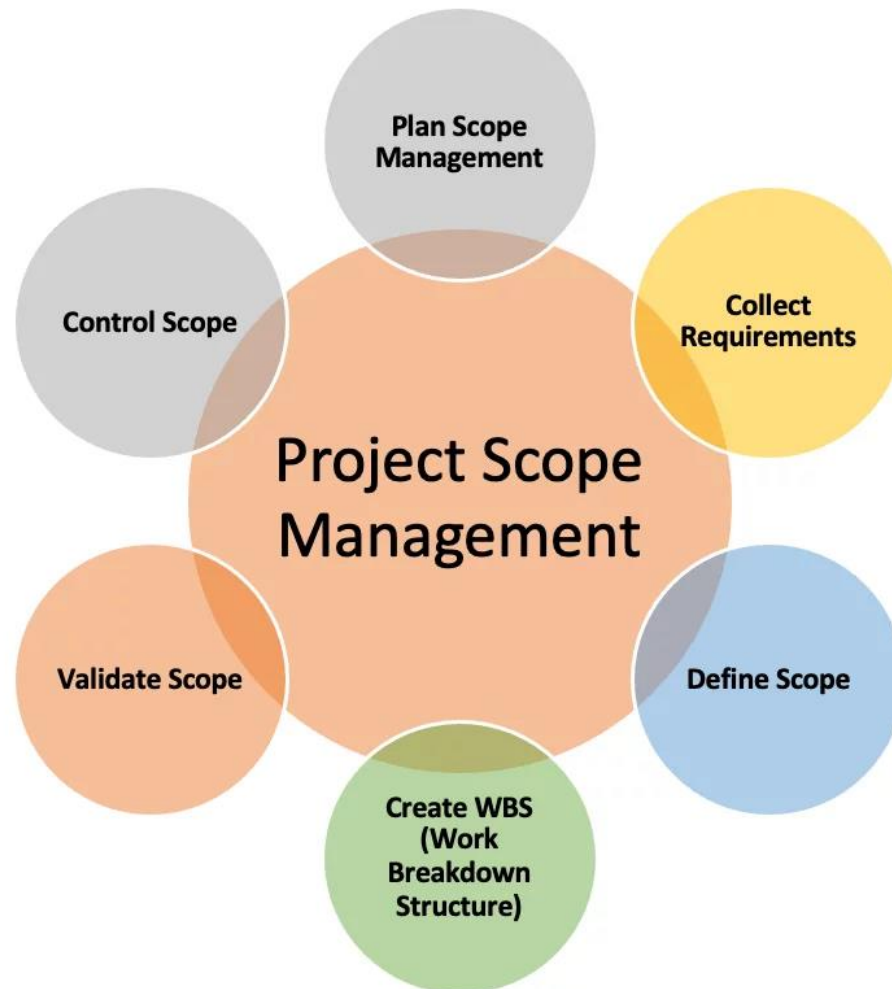 Plan Scope
Management
Collect
Requirements
Define Scope
Create WBS
(Work
Breakdown
Structure)
Validate Scope
Control Scope
Project Scope
Management